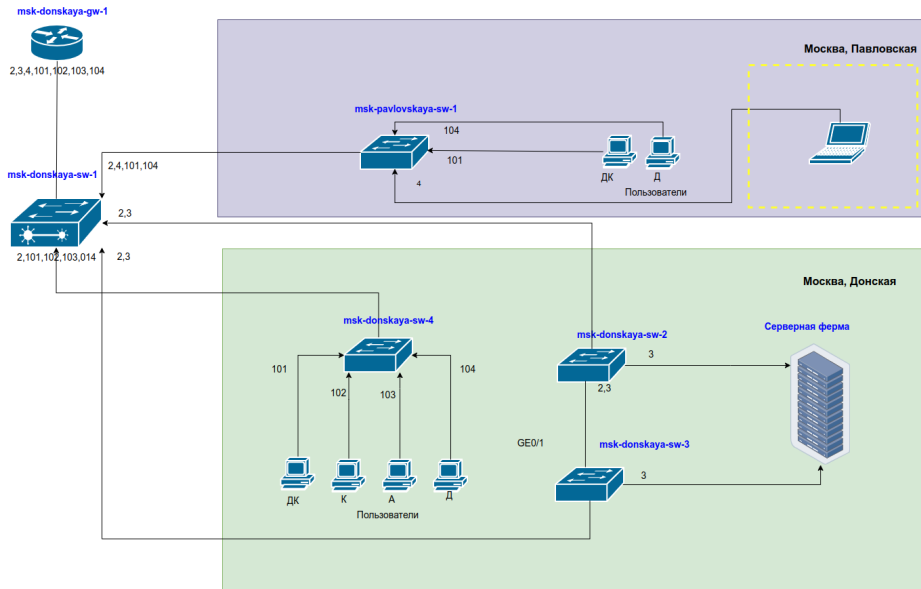 msk-donskaya-gw-1
2,3,4,101,102,103,104
Москва, Павловская
msk-pavlovskaya-sw-1
104
101
2,4,101,104
4
ДК
Д
Пользователи
msk-donskaya-sw-1
2,3
2,101,102,103,014
2,3
Москва, Донская
msk-donskaya-sw-4
msk-donskaya-sw-2
Серверная ферма
3
2,3
101
102
103
104
GE0/1
msk-donskaya-sw-3
3
ДК
К
А
Д
Пользователи